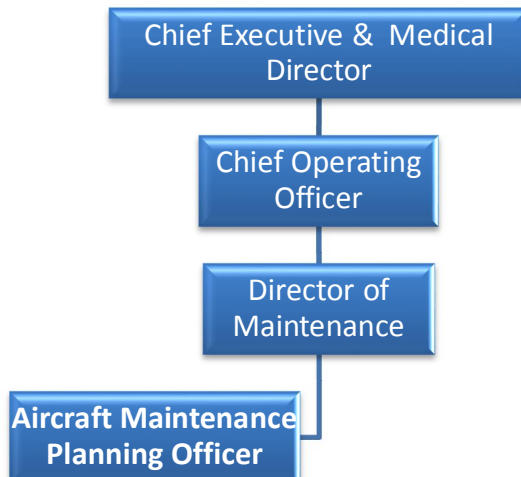 Chief Executive & Medical
Director
Chief Operating
Officer
Director of
Maintenance
Aircraft Maintenance
Planning Officer